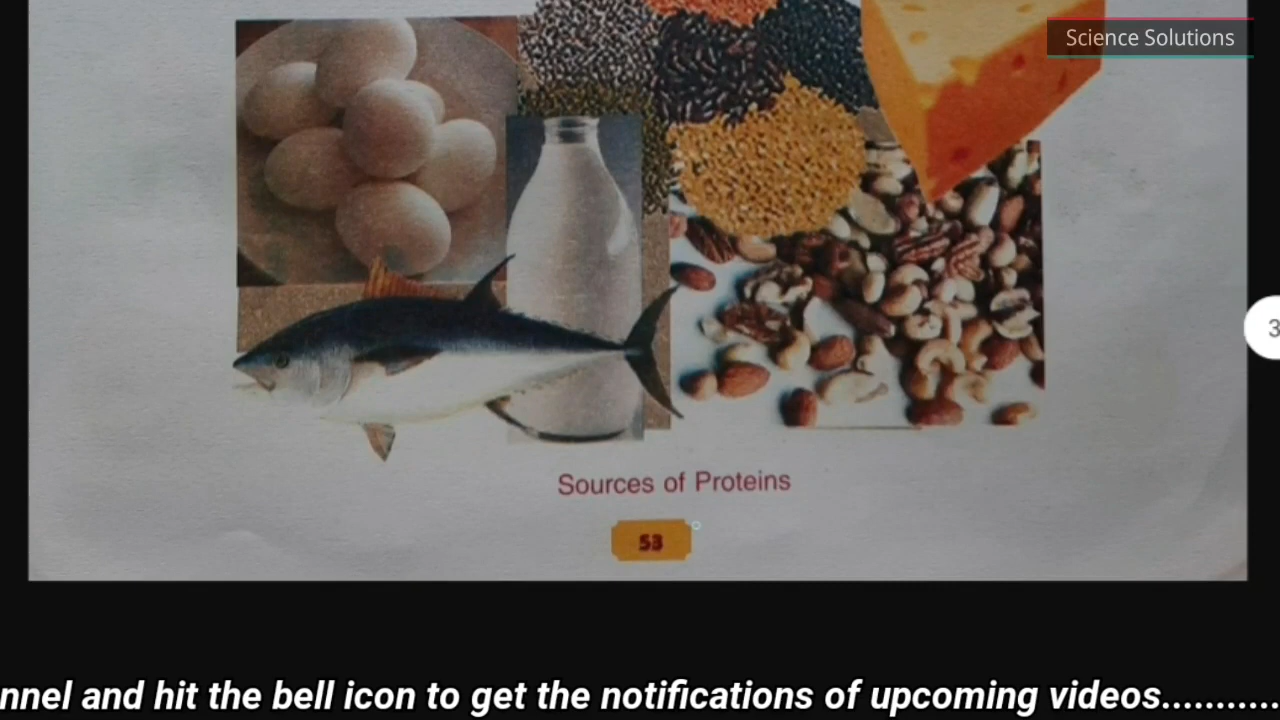 Science Solutions
3
Sources of Proteins
53
nnel and hit the bell icon to get the notifications of upcoming videos...........